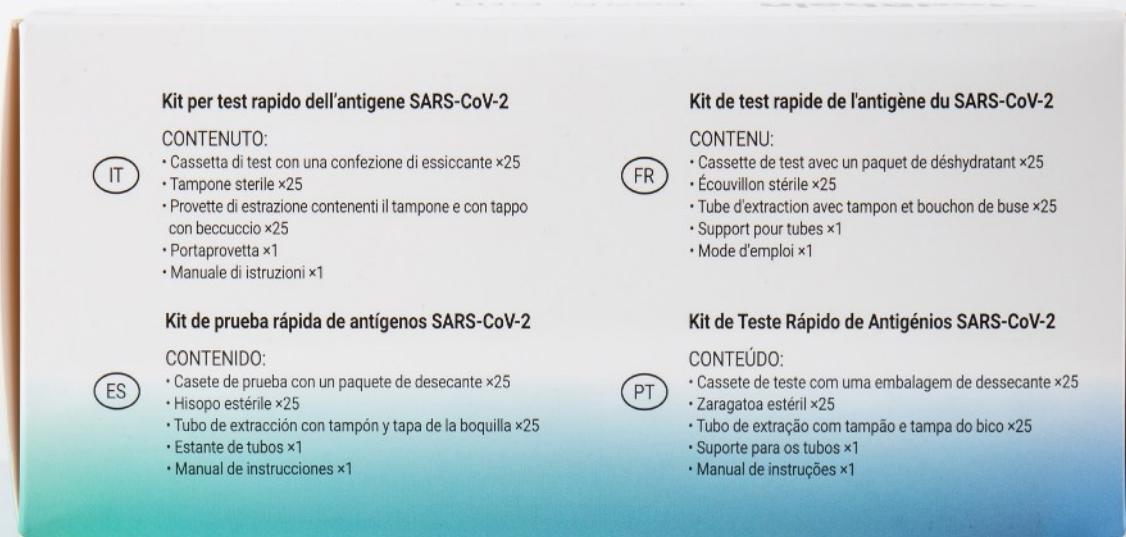 Kit per test rapido dell'antigene SARS-CoV-2
CONTENUTO:
IT
· Cassetta di test con una confezione di essiccante ×25
· Tampone sterile ×25
· Provette di estrazione contenenti il tampone e con tappo
con beccuccio ×25
· Portaprovetta ×1
· Manuale di istruzioni ×1
Kit de test rapide de l'antigène du SARS-CoV-2
CONTENU:
FR
· Cassette de test avec un paquet de déshydratant ×25
· Écouvillon stérile ×25
· Tube d'extraction avec tampon et bouchon de buse ×25
· Support pour tubes ×1
· Mode d'emploi ×1
Kit de prueba rápida de antígenos SARS-CoV-2
CONTENIDO:
ES
· Casete de prueba con un paquete de desecante ×25
· Hisopo estérile ×25
· Tubo de extracción con tampón y tapa de la boquilla ×25
· Estante de tubos ×1
· Manual de instrucciones ×1
Kit de Teste Rápido de Antigénios SARS-CoV-2
CONTEÚDO:
PT
· Cassete de teste com uma embalagem de dessecante ×25
· Zaragatoa estéril ×25
· Tubo de extração com tampão e tampa do bico ×25
· Suporte para os tubos ×1
· Manual de instruções ×1